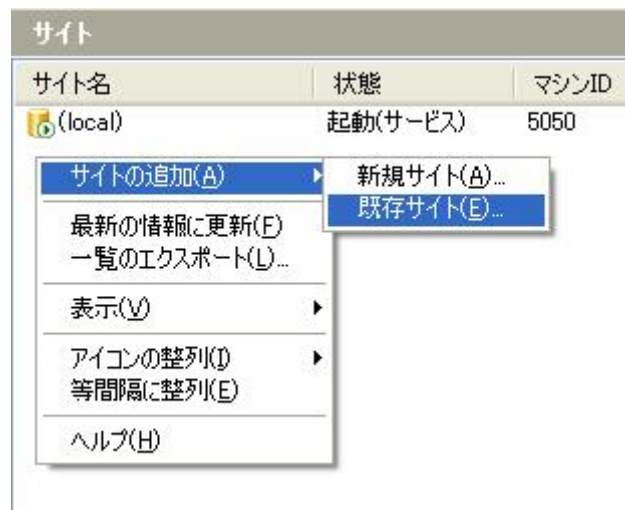 サイト
サイト名 状態 マシンID
(local) 起動(サービス) 5050
サイトの追加(A)
新規サイト(A)...
既存サイト(E)...
最新の情報に更新(F)
一覧のエクスポート(L)...
表示(V)
アイコンの整列(I)
等間隔に整列(E)
ヘルプ(H)